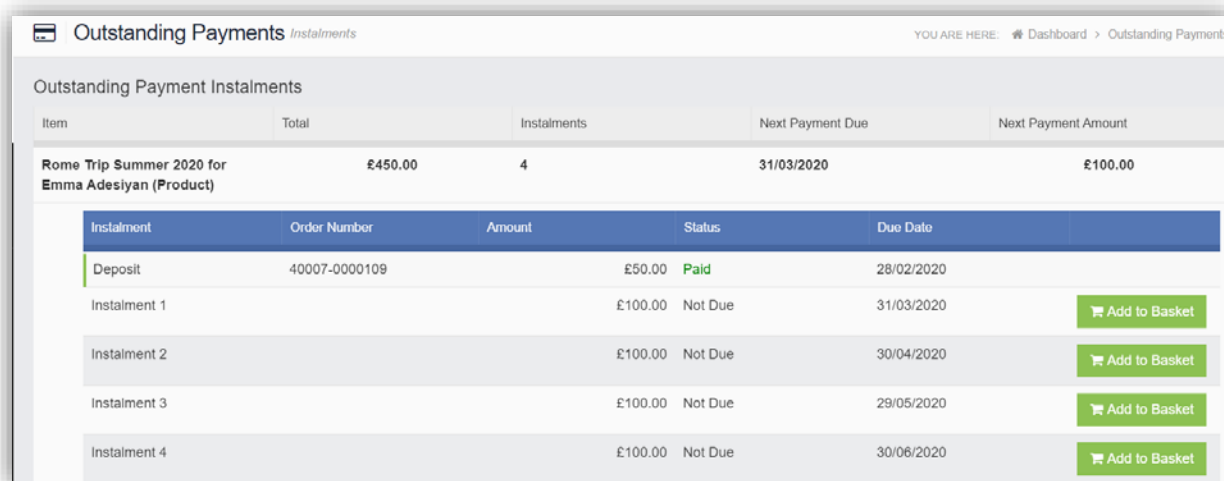 Outstanding Payments Instalments
YOU ARE HERE: Dashboard > Outstanding Payments
Outstanding Payment Instalments
Item Total Instalments Next Payment Due Next Payment Amount
Rome Trip Summer 2020 for £450.00 4 31/03/2020 £100.00
Emma Adesiyan (Product)
Instalment Order Number Amount Status Due Date
Deposit 40007-0000109 £50.00 Paid 28/02/2020
Instalment 1 £100.00 Not Due 31/03/2020 Add to Basket
Instalment 2 £100.00 Not Due 30/04/2020 Add to Basket
Instalment 3 £100.00 Not Due 29/05/2020 Add to Basket
Instalment 4 £100.00 Not Due 30/06/2020 Add to Basket